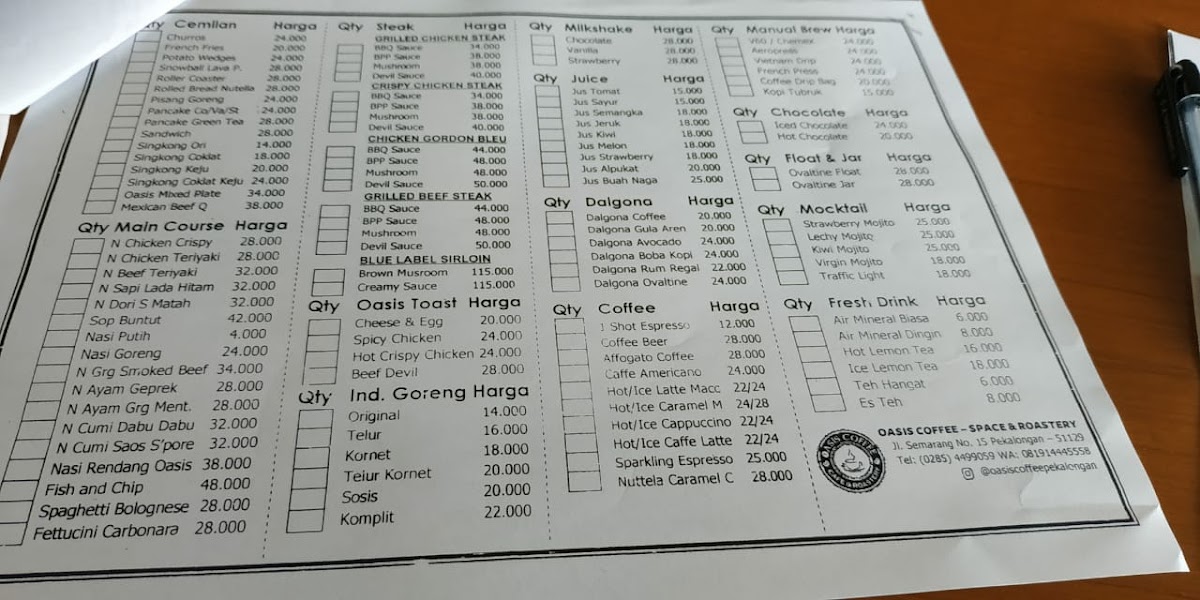 Qty Cemilan Harga
Churros 24.000
French Fries 20.000
Potato Wedges 24.000
Snowball Lava P. 28.000
Roller Coaster 28.000
Rolled Bread Nutella 28.000
Pisang Goreng 24.000
Pancake Co/Va/St 24.000
Pancake Green Tea 28.000
Sandwich 28.000
Singkong Ori 14.000
Singkong Coklat 18.000
Singkong Keju 20.000
Singkong Coklat Keju 24.000
Oasis Mixed Plate 34.000
Mexican Beef Q 38.000
Qty Main Course Harga
N Chicken Crispy 28.000
N Chicken Teriyaki 28.000
N Beef Teriyaki 32.000
N Sapi Lada Hitam 32.000
N Dori S Matah 32.000
Sop Buntut 42.000
Nasi Putih 4.000
Nasi Goreng 24.000
N Grg Smoked Beef 34.000
N Ayam Geprek 28.000
N Ayam Grg Ment. 28.000
N Cumi Dabu Dabu 32.000
N Cumi Saos S'pore 32.000
Nasi Rendang Oasis 38.000
Fish and Chip 48.000
Spaghetti Bolognese 28.000
Fettucini Carbonara 28.000
Qty Steak Harga
GRILLED CHICKEN STEAK
BBQ Sauce 34.000
BPP Sauce 38.000
Mushroom 38.000
Devil Sauce 40.000
CRISPY CHICKEN STEAK
BBQ Sauce 34.000
BPP Sauce 38.000
Mushroom 38.000
Devil Sauce 40.000
CHICKEN GORDON BLEU
BBQ Sauce 44.000
BPP Sauce 48.000
Mushroom 48.000
Devil Sauce 50.000
GRILLED BEEF STEAK
BBQ Sauce 44.000
BPP Sauce 48.000
Mushroom 48.000
Devil Sauce 50.000
BLUE LABEL SIRLOIN
Brown Musroom 115.000
Creamy Sauce 115.000
Qty Oasis Toast Harga
Cheese & Egg 20.000
Spicy Chicken 24.000
Hot Crispy Chicken 24.000
Beef Devil 28.000
Qty Ind. Goreng Harga
Original 14.000
Telur 16.000
Kornet 18.000
Telur Kornet 20.000
Sosis 20.000
Komplit 22.000
Qty Milkshake Harga
Chocolate 28.000
Vanilla 28.000
Strawberry 28.000
Qty Juice Harga
Jus Tomat 15.000
Jus Sayur 15.000
Jus Semangka 18.000
Jus Jeruk 18.000
Jus Kiwi 18.000
Jus Melon 18.000
Jus Strawberry 18.000
Jus Alpukat 20.000
Jus Buah Naga 25.000
Qty Dalgona Harga
Dalgona Coffee 20.000
Dalgona Gula Aren 20.000
Dalgona Avocado 24.000
Dalgona Boba Kopi 24.000
Dalgona Rum Regal 22.000
Dalgona Ovaltine 24.000
Qty Coffee Harga
1 Shot Espresso 12.000
Coffee Beer 28.000
Affogato Coffee 28.000
Caffe Americano 24.000
Hot/Ice Latte Macc 22/24
Hot/Ice Caramel M 24/28
Hot/Ice Cappuccino 22/24
Hot/Ice Caffe Latte 22/24
Sparkling Espresso 25.000
Nuttela Caramel C 28.000
Qty Manual Brew Harga
V60 / Chemex 24.000
Aeropress 24.000
Vietnam Drip 24.000
French Press 24.000
Coffee Drip Bag 20.000
Kopi Tubruk 15.000
Qty Chocolate Harga
Iced Chocolate 24.000
Hot Chocolate 20.000
Qty Float & Jar Harga
Ovaltine Float 28.000
Ovaltine Jar 28.000
Qty Mocktail Harga
Strawberry Mojito 25.000
Lechy Mojito 25.000
Kiwi Mojito 25.000
Virgin Mojito 18.000
Traffic Light 18.000
Qty Fresh Drink Harga
Air Mineral Biasa 6.000
Air Mineral Dingin 8.000
Hot Lemon Tea 16.000
Ice Lemon Tea 18.000
Teh Hangat 6.000
Es Teh 8.000
OASIS COFFEE
OASIS COFFEE – SPACE & ROASTERY
Jl. Semarang No. 15 Pekalongan – 51129
Tel: (0285) 4499059 WA: 081914445558
@oasiscoffeepekalongan